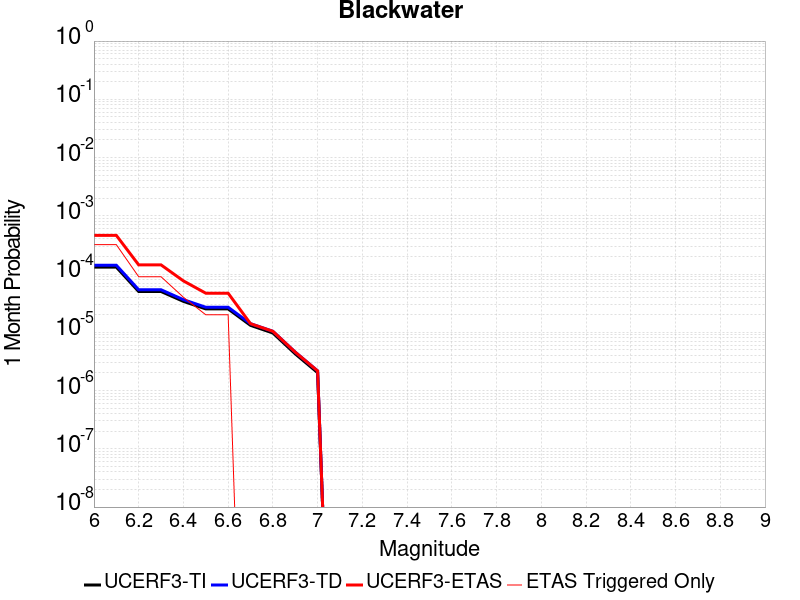 Blackwater
10 0
10 -1
10 -2
10 -3
10 -4
10 -5
10 -6
10 -7
10 -8
1 Month Probability
6 6.2 6.4 6.6 6.8 7 7.2 7.4 7.6 7.8 8 8.2 8.4 8.6 8.8 9
Magnitude
UCERF3-TI UCERF3-TD UCERF3-ETAS ETAS Triggered Only